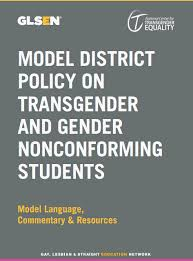 GLSEN
National Center for
TRANSGENDER
EQUALITY
MODEL DISTRICT
POLICY ON
TRANSGENDER
AND GENDER
NONCONFORMING
STUDENTS
Model Language,
Commentary & Resources
GAY, LESBIAN & STRAIGHT EDUCATION NETWORK